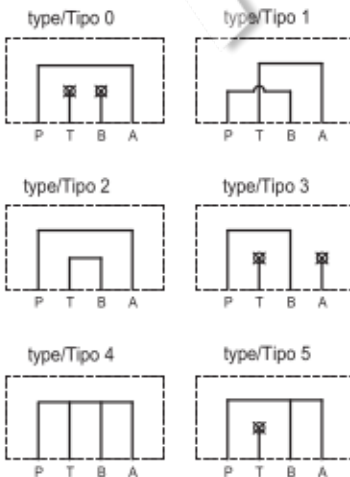 type/Tipo 0 type/Tipo 1
P T B A P T B A
type/Tipo 2 type/Tipo 3
P T B A P T B A
type/Tipo 4 type/Tipo 5
P T B A P T B A